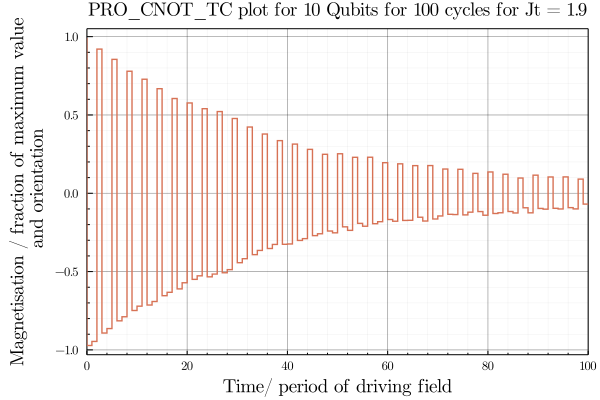 PRO_CNOT_TC plot for 10 Qubits for 100 cycles for Jt = 1.9
Magnetisation / fraction of maximum value
and orientation
1.0
0.5
0.0
−0.5
−1.0
0
20
40
60
80
100
Time/ period of driving field